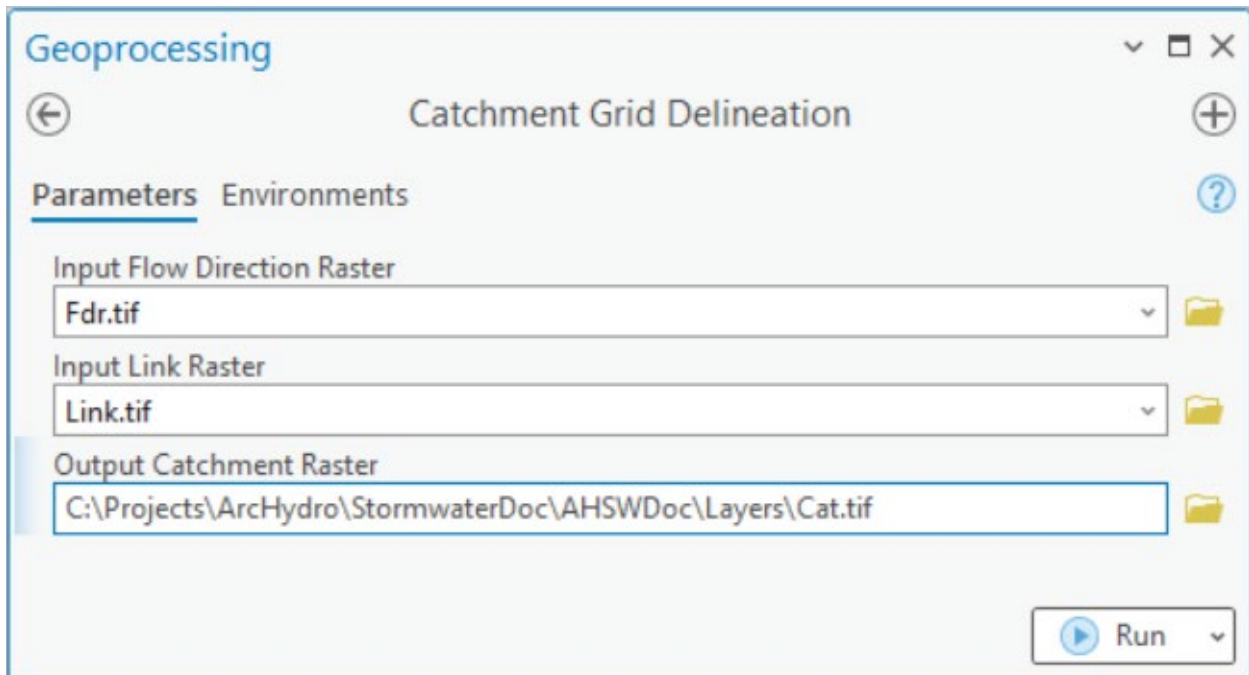 Geoprocessing
Catchment Grid Delineation
Parameters Environments
Input Flow Direction Raster
Fdr.tif
Input Link Raster
Link.tif
Output Catchment Raster
C:\Projects\ArcHydro\StormwaterDoc\AHSWDoc\Layers\Cat.tif
Run